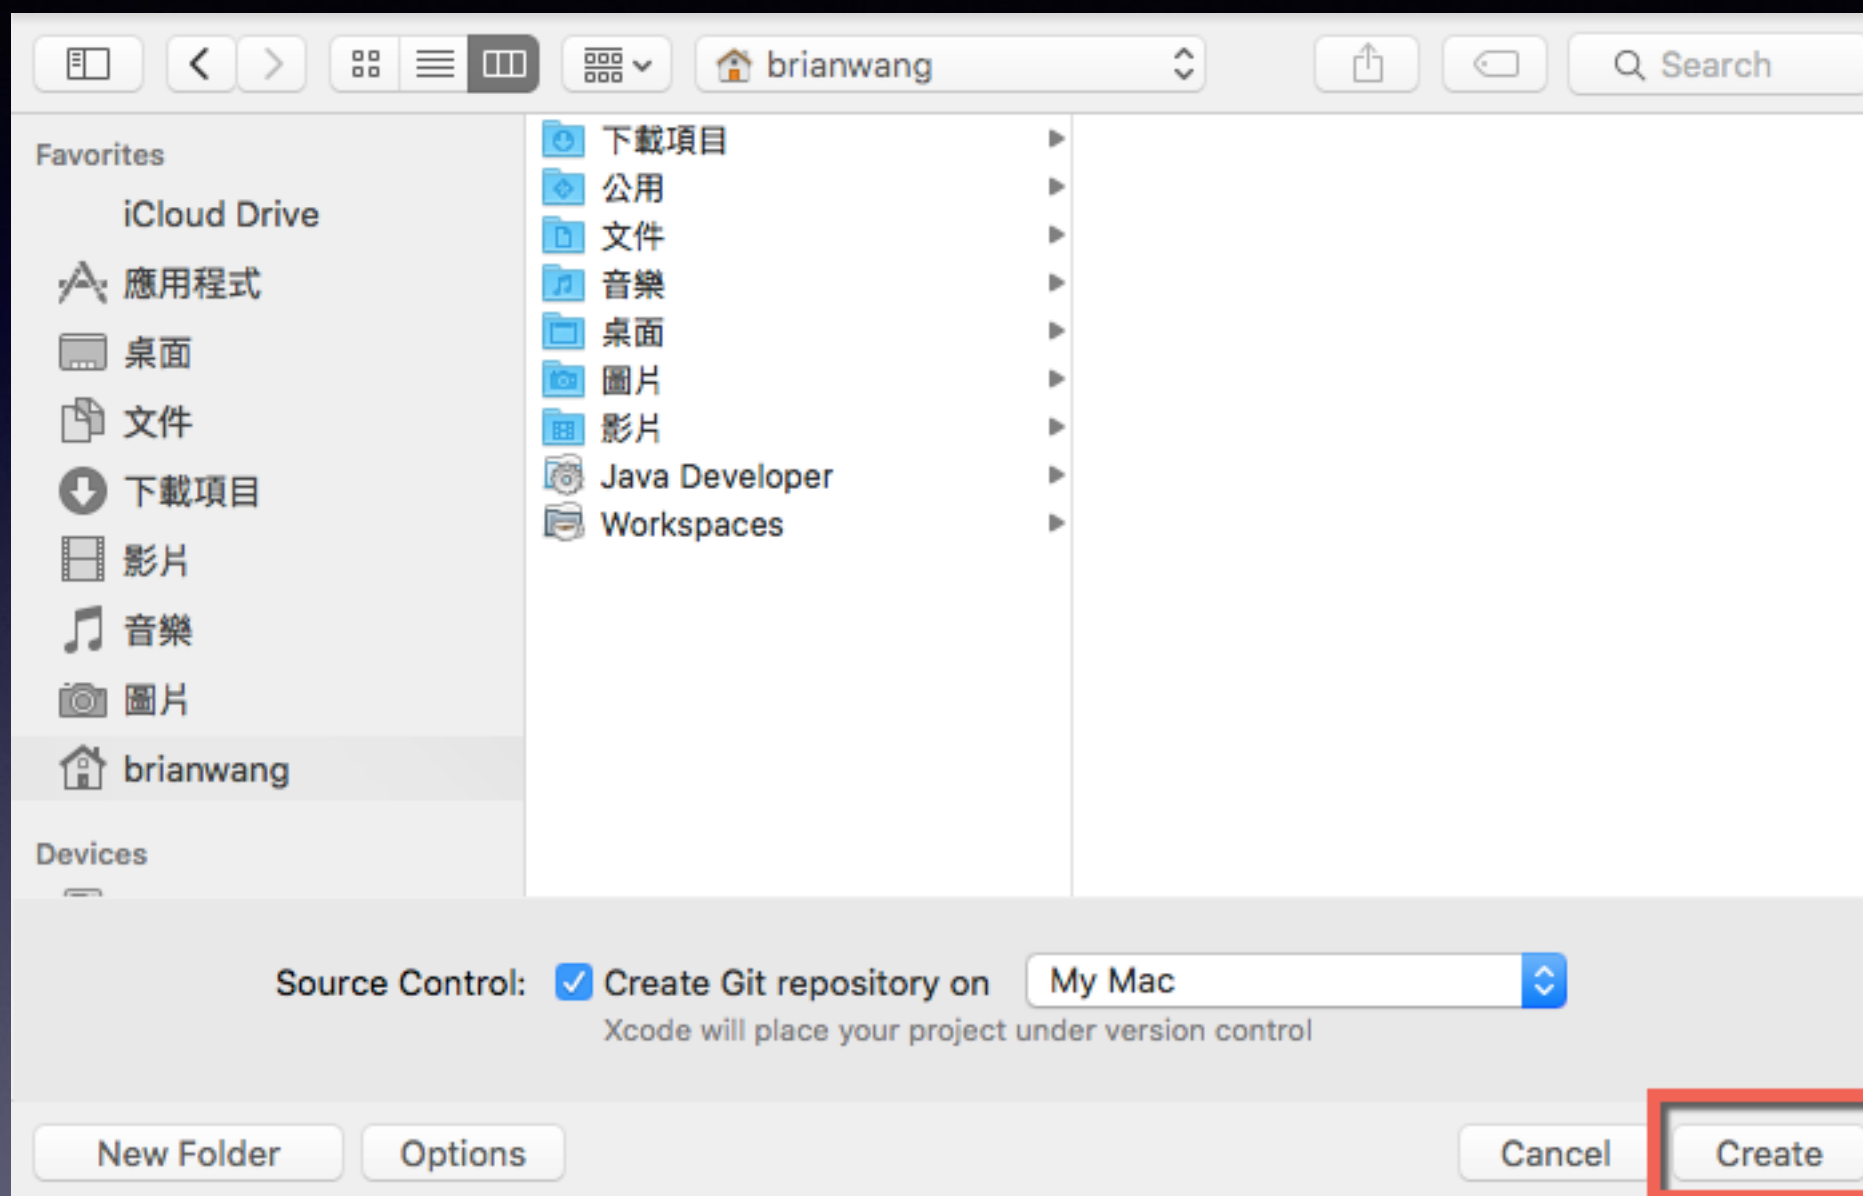 brianwang
Search
Favorites
iCloud Drive
應用程式
桌面
文件
下載項目
影片
音樂
圖片
brianwang
Devices
下載項目
公用
文件
音樂
桌面
圖片
影片
Java Developer
Workspaces
Source Control: Create Git repository on My Mac
Xcode will place your project under version control
New Folder Options Cancel Create